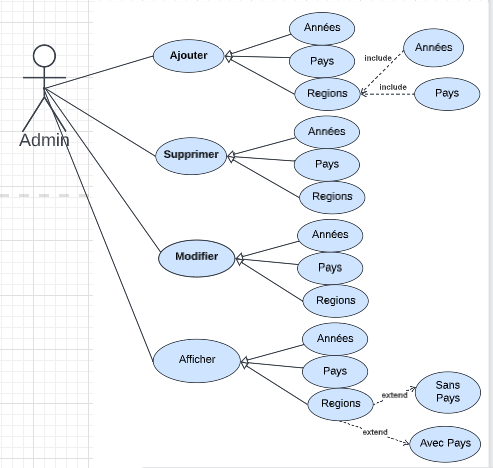 Admin
Ajouter
Années
Pays
Regions
include
Années
include
Pays
Supprimer
Années
Pays
Regions
Modifier
Années
Pays
Regions
Afficher
Années
Pays
Regions
extend
Sans
Pays
extend
Avec Pays